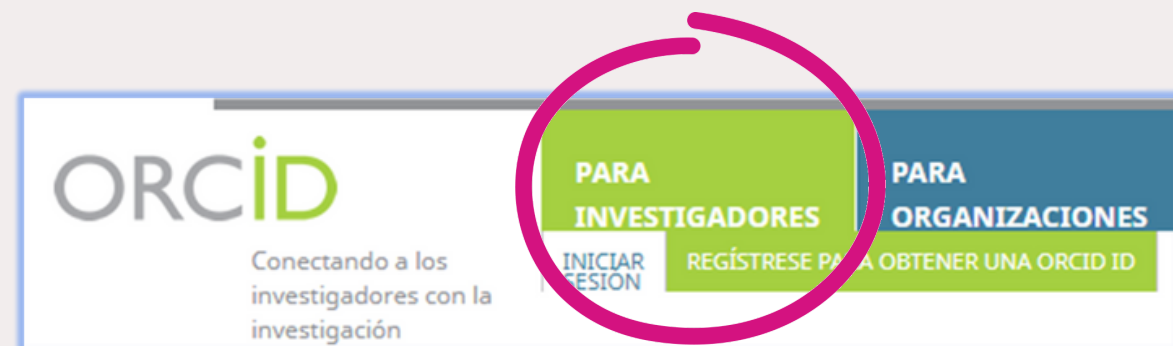 ORCID
PARA
INVESTIGADORES
PARA
ORGANIZACIONES
INICIAR
SESIÓN
REGÍSTRESE PARA OBTENER UNA ORCID ID
Conectando a los
investigadores con la
investigación